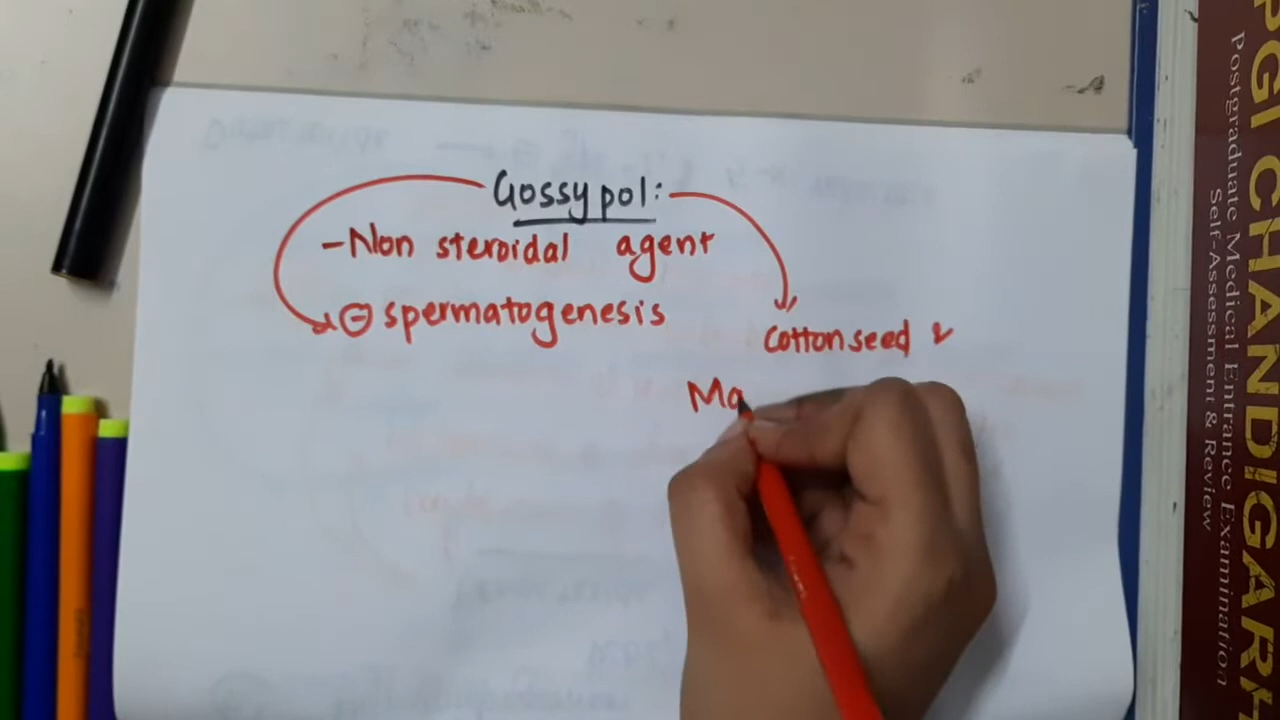 Gossypol:
- Non steroidal agent
⊖ spermatogenesis
Cottonseed
Ma
PGI CHANDIGARH
Postgraduate Medical Entrance Examination
Self-Assessment & Review